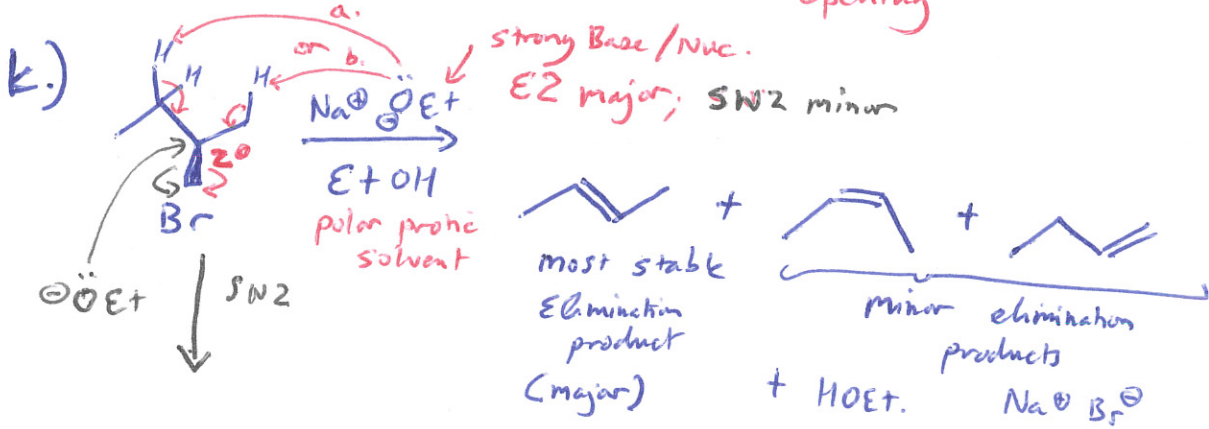 opening
k.)
a.
or b.
H
H
H
strong Base/Nuc.
E2 major; SN2 minor
Na⊕ ⊖ÖEt
2°
Br
EtOH
polar protic
solvent
⊖ÖEt
SN2
+
+
most stable
Elimination
product
(major)
minor elimination
products
+ HOEt. Na⊕ Br⊖